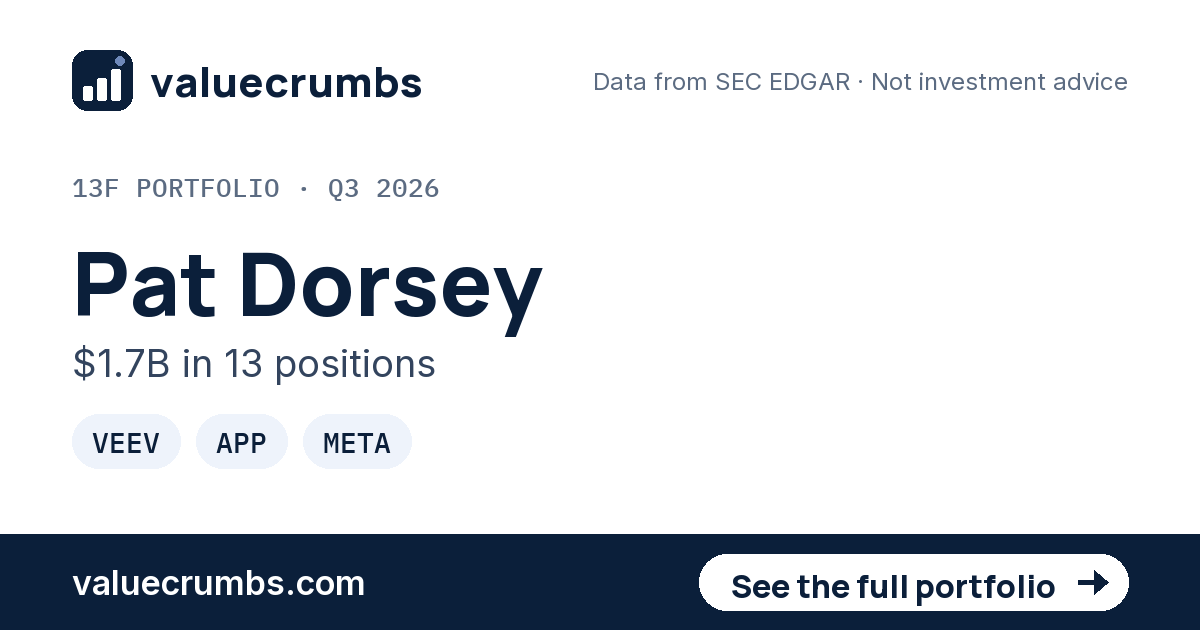 valuecrumbs
Data from SEC EDGAR · Not investment advice
13F PORTFOLIO · Q3 2026
Pat Dorsey
$1.7B in 13 positions
VEEV APP META
valuecrumbs.com
See the full portfolio →